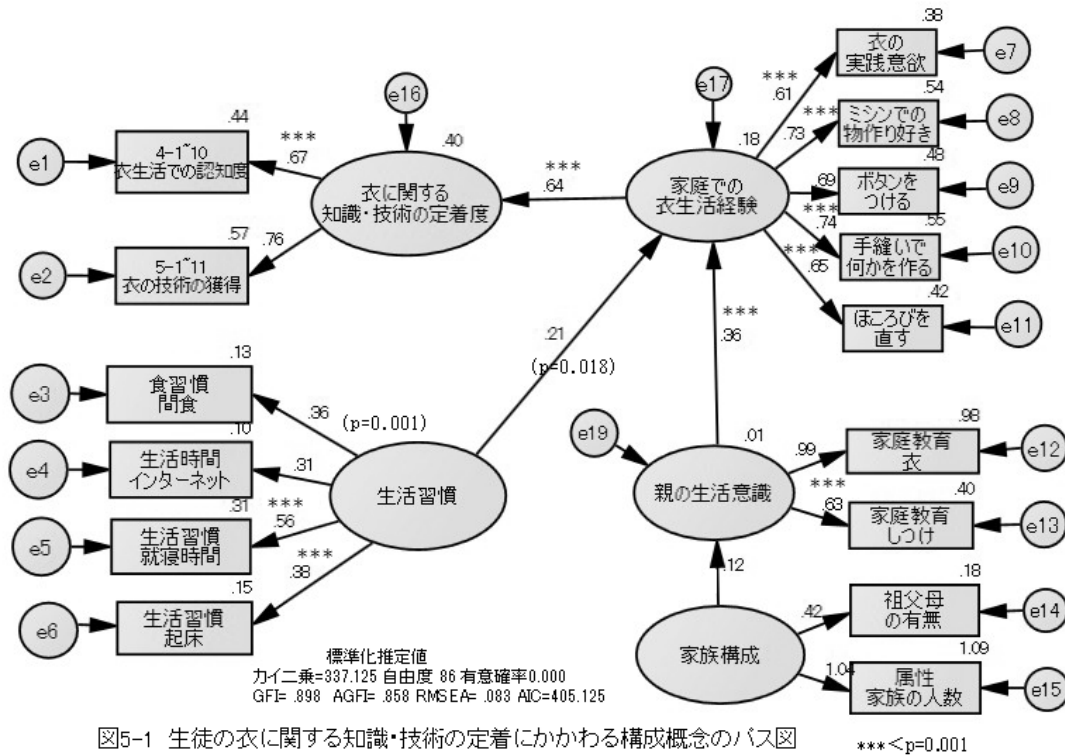 .38
衣の
実践意欲
e7
***
.61
e17
e16
.54
ミシンでの
物作り好き
e8
***
.73
.44
***
.67
.40
.18
e1
4-1~10
衣生活での認知度
衣に関する
知識・技術の定着度
***
.64
家庭での
衣生活経験
.48
.69
ボタンを
つける
e9
***
.74
.55
手縫いで
何かを作る
e10
.57
.76
e2
5-1~11
衣の技術の獲得
***
.65
.42
ほころびを
直す
e11
***
.36
.21
(p=0.018)
.13
e3
食習慣
間食
.36
(p=0.001)
.10
e4
生活時間
インターネット
.31
生活習慣
e19
.01
.98
.99
家庭教育
衣
e12
親の生活意識
***
.63
.40
家庭教育
しつけ
e13
.31
***
.56
e5
生活習慣
就寝時間
***
.38
.15
e6
生活習慣
起床
.12
.18
.42
祖父母
の有無
e14
家族構成
1.04
1.09
属性
家族の人数
e15
標準化推定値
カイ二乗=337.125 自由度 86 有意確率0.000
GFI= .898 AGFI= .858 RMSEA= .083 AIC=405.125
図5-1 生徒の衣に関する知識・技術の定着にかかわる構成概念のパス図
***<p=0.001